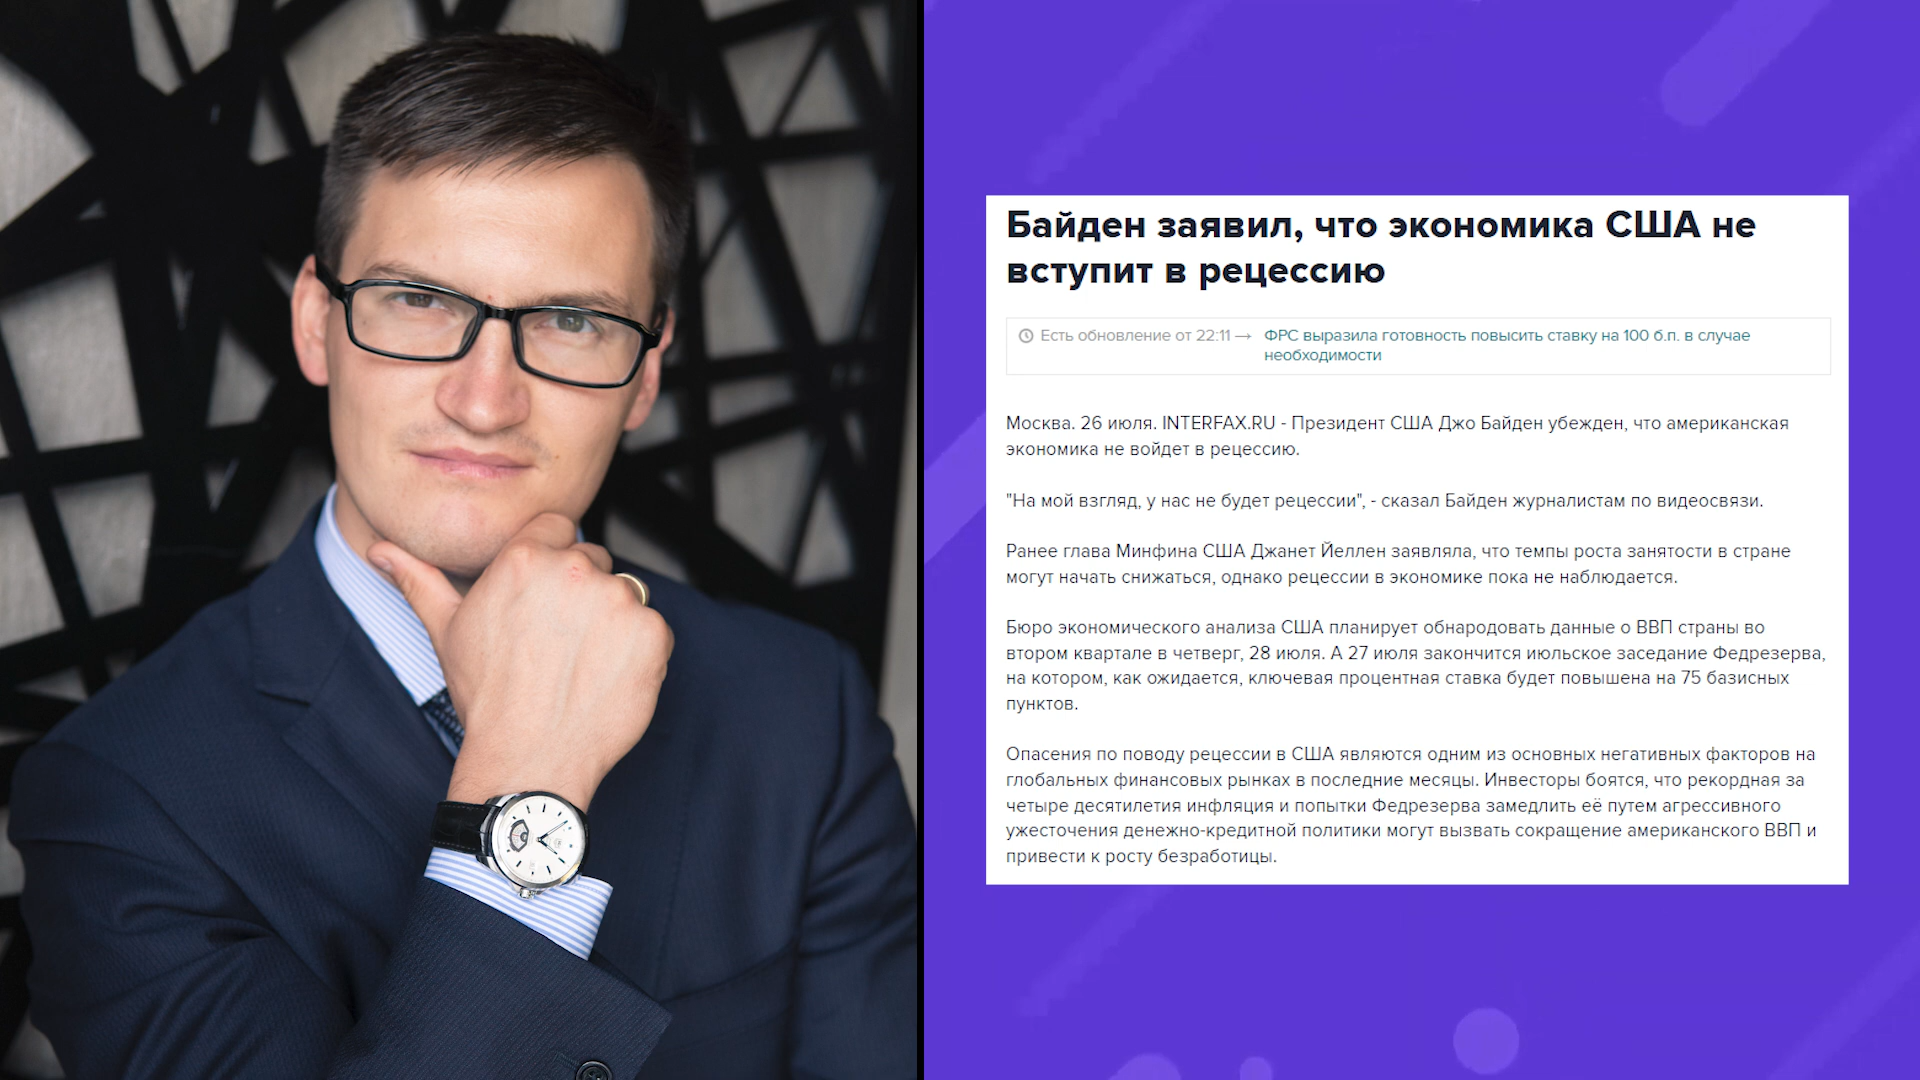 Байден заявил, что экономика США не
вступит в рецессию
Есть обновление от 22:11 → ФРС выразила готовность повысить ставку на 100 б.п. в случае
необходимости
Москва. 26 июля. INTERFAX.RU - Президент США Джо Байден убежден, что американская
экономика не войдет в рецессию.
"На мой взгляд, у нас не будет рецессии", - сказал Байден журналистам по видеосвязи.
Ранее глава Минфина США Джанет Йеллен заявляла, что темпы роста занятости в стране
могут начать снижаться, однако рецессии в экономике пока не наблюдается.
Бюро экономического анализа США планирует обнародовать данные о ВВП страны во
втором квартале в четверг, 28 июля. А 27 июля закончится июльское заседание Федрезерва,
на котором, как ожидается, ключевая процентная ставка будет повышена на 75 базисных
пунктов.
Опасения по поводу рецессии в США являются одним из основных негативных факторов на
глобальных финансовых рынках в последние месяцы. Инвесторы боятся, что рекордная за
четыре десятилетия инфляция и попытки Федрезерва замедлить её путем агрессивного
ужесточения денежно-кредитной политики могут вызвать сокращение американского ВВП и
привести к росту безработицы.